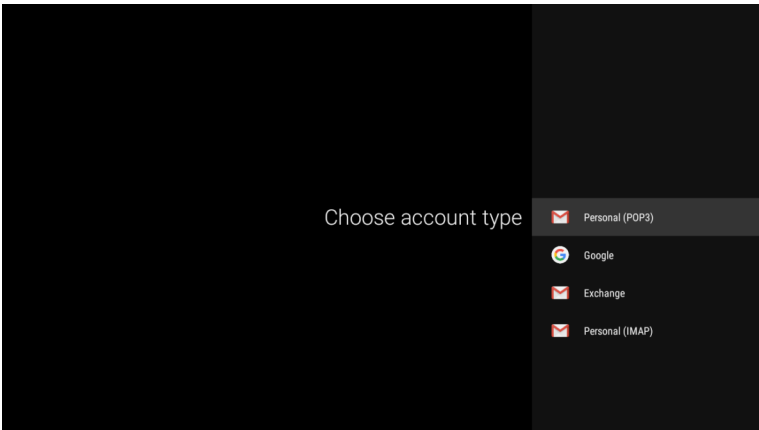 Choose account type
Personal (POP3)
Google
Exchange
Personal (IMAP)